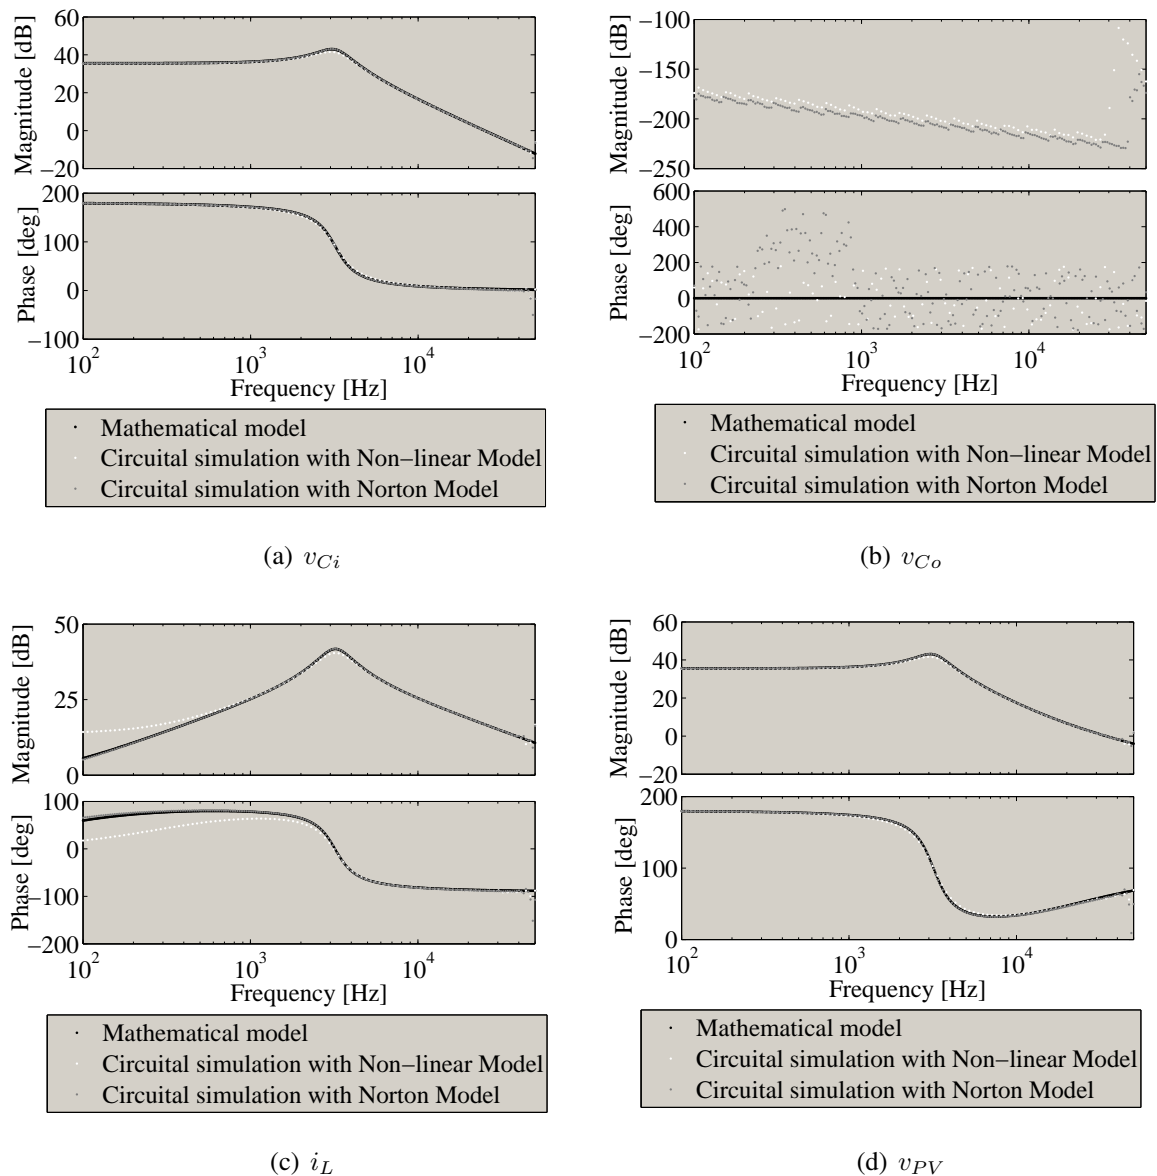 60
40
20
0
−20
Magnitude [dB]
200
100
0
−100
Phase [deg]
10^2
10^3
10^4
Frequency [Hz]
Mathematical model
Circuital simulation with Non−linear Model
Circuital simulation with Norton Model
(a) v_{Ci}
−100
−150
−200
−250
Magnitude [dB]
600
400
200
0
−200
Phase [deg]
10^2
10^3
10^4
Frequency [Hz]
Mathematical model
Circuital simulation with Non−linear Model
Circuital simulation with Norton Model
(b) v_{Co}
50
25
0
Magnitude [dB]
100
0
−100
−200
Phase [deg]
10^2
10^3
10^4
Frequency [Hz]
Mathematical model
Circuital simulation with Non−linear Model
Circuital simulation with Norton Model
(c) i_L
60
40
20
0
−20
Magnitude [dB]
200
100
0
Phase [deg]
10^2
10^3
10^4
Frequency [Hz]
Mathematical model
Circuital simulation with Non−linear Model
Circuital simulation with Norton Model
(d) v_{PV}